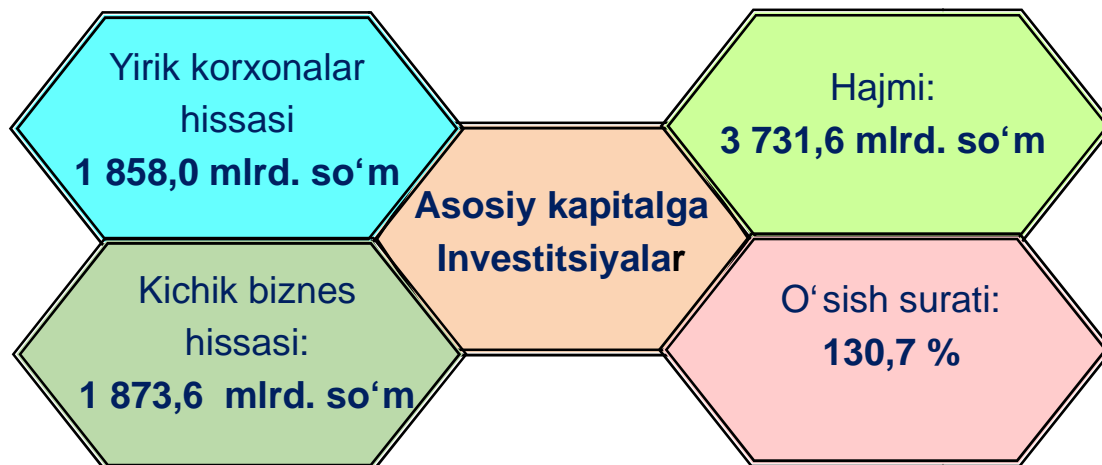 Yirik korxonalar
hissasi
1 858,0 mlrd. so‘m
Kichik biznes
hissasi:
1 873,6 mlrd. so‘m
Asosiy kapitalga
Investitsiyalar
Hajmi:
3 731,6 mlrd. so‘m
O‘sish surati:
130,7 %